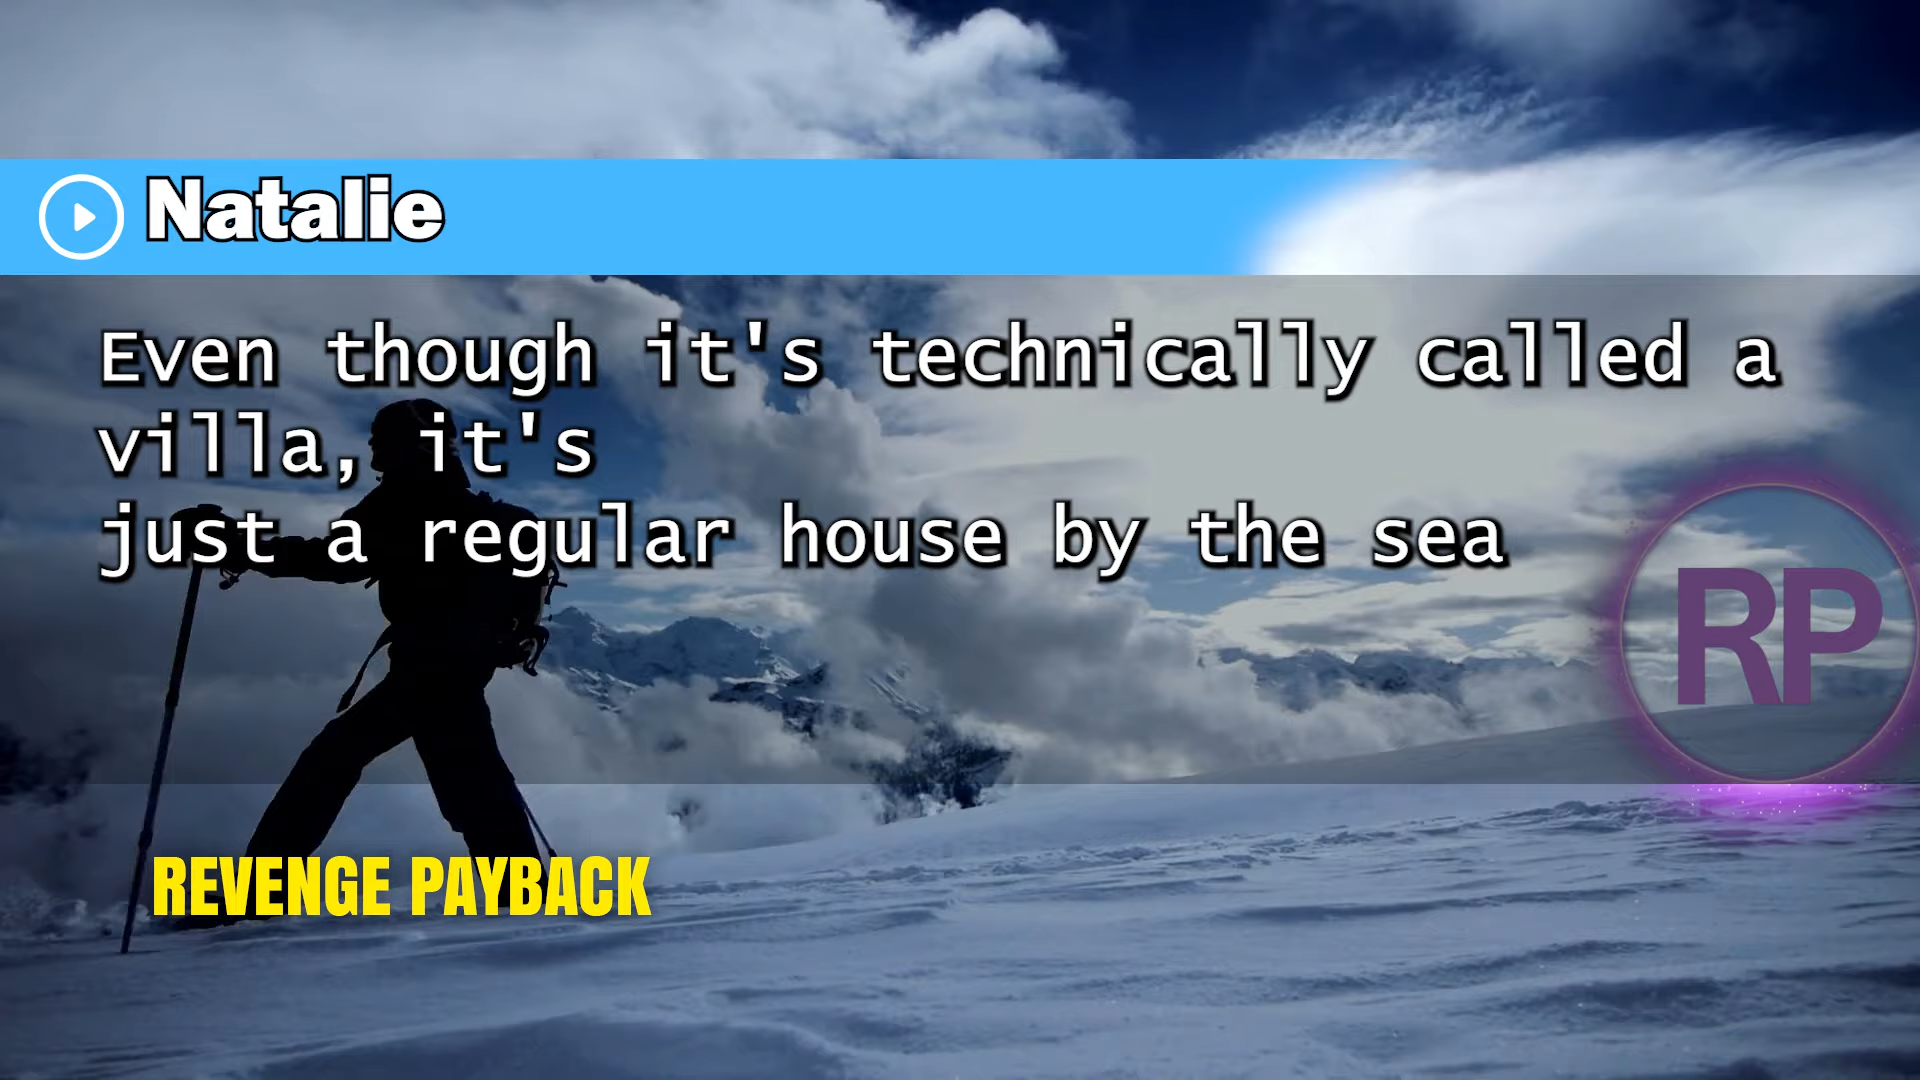 Natalie
Even though it's technically called a
villa, it's
just a regular house by the sea
RP
REVENGE PAYBACK